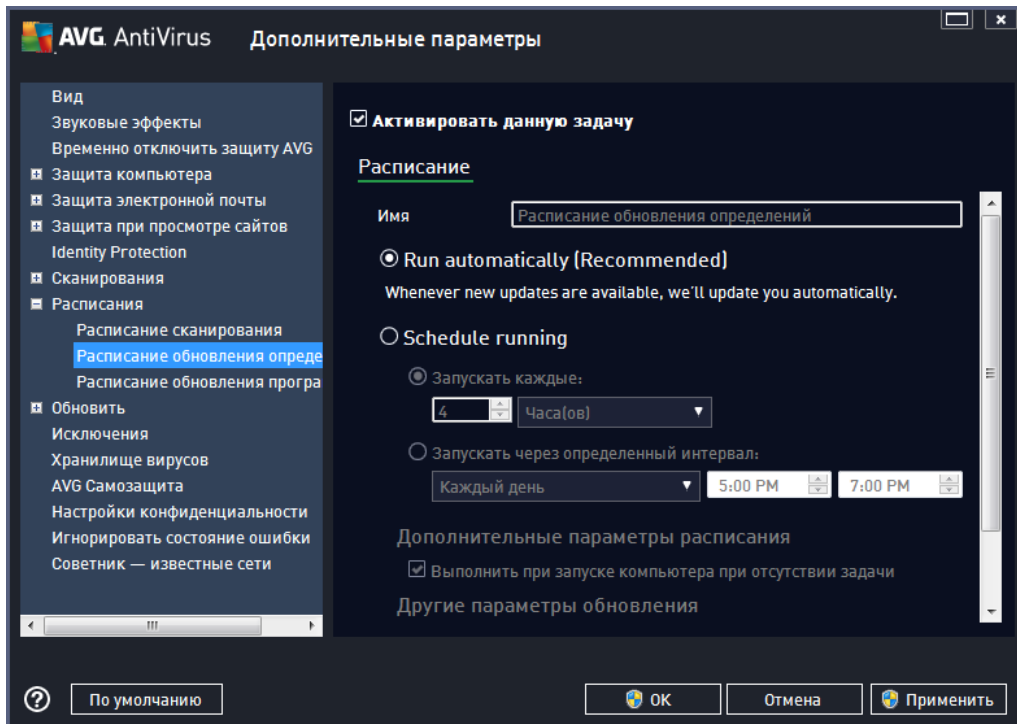 AVG AntiVirus Дополнительные параметры
Вид
Звуковые эффекты
Временно отключить защиту AVG
Защита компьютера
Защита электронной почты
Защита при просмотре сайтов
Identity Protection
Сканирования
Расписания
Расписание сканирования
Расписание обновления опреде
Расписание обновления програ
Обновить
Исключения
Хранилище вирусов
AVG Самозащита
Настройки конфиденциальности
Игнорировать состояние ошибки
Советник — известные сети
Активировать данную задачу
Расписание
Имя Расписание обновления определений
Run automatically (Recommended)
Whenever new updates are available, we'll update you automatically.
Schedule running
Запускать каждые:
4 Часа(ов)
Запускать через определенный интервал:
Каждый день 5:00 PM 7:00 PM
Дополнительные параметры расписания
Выполнить при запуске компьютера при отсутствии задачи
Другие параметры обновления
? По умолчанию OK Отмена Применить